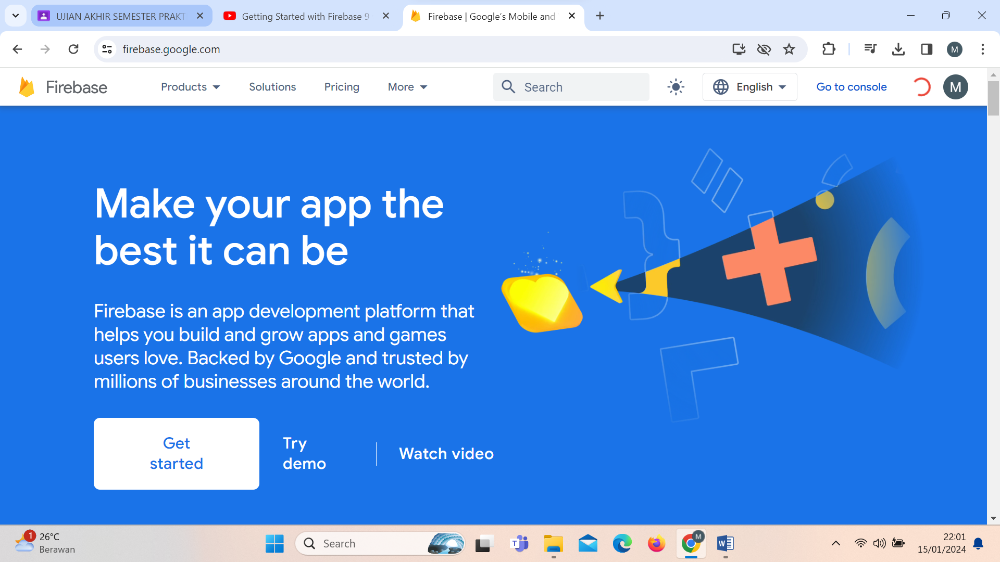 UJIAN AKHIR SEMESTER PRAKT
Getting Started with Firebase 9
Firebase | Google's Mobile and
firebase.google.com
M
Firebase
Products
Solutions
Pricing
More
Search
English
Go to console
M
Make your app the
best it can be
Firebase is an app development platform that
helps you build and grow apps and games
users love. Backed by Google and trusted by
millions of businesses around the world.
Get
started
Try
demo
Watch video
1
26°C
Berawan
Search
T
M
W
22:01
15/01/2024